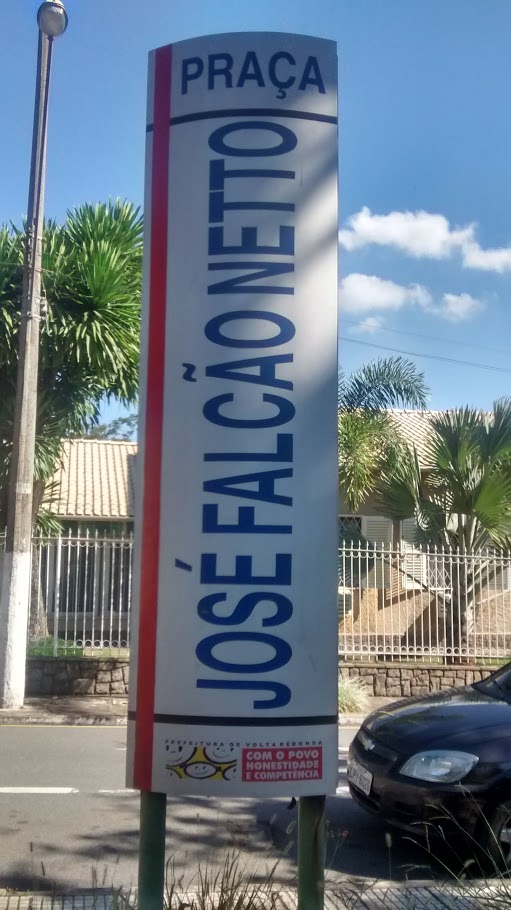 PRAÇA
JOSÉ FALCÃO NETTO
PREFEITURA DE VOLTA REDONDA
COM O POVO
HONESTIDADE
E COMPETÊNCIA